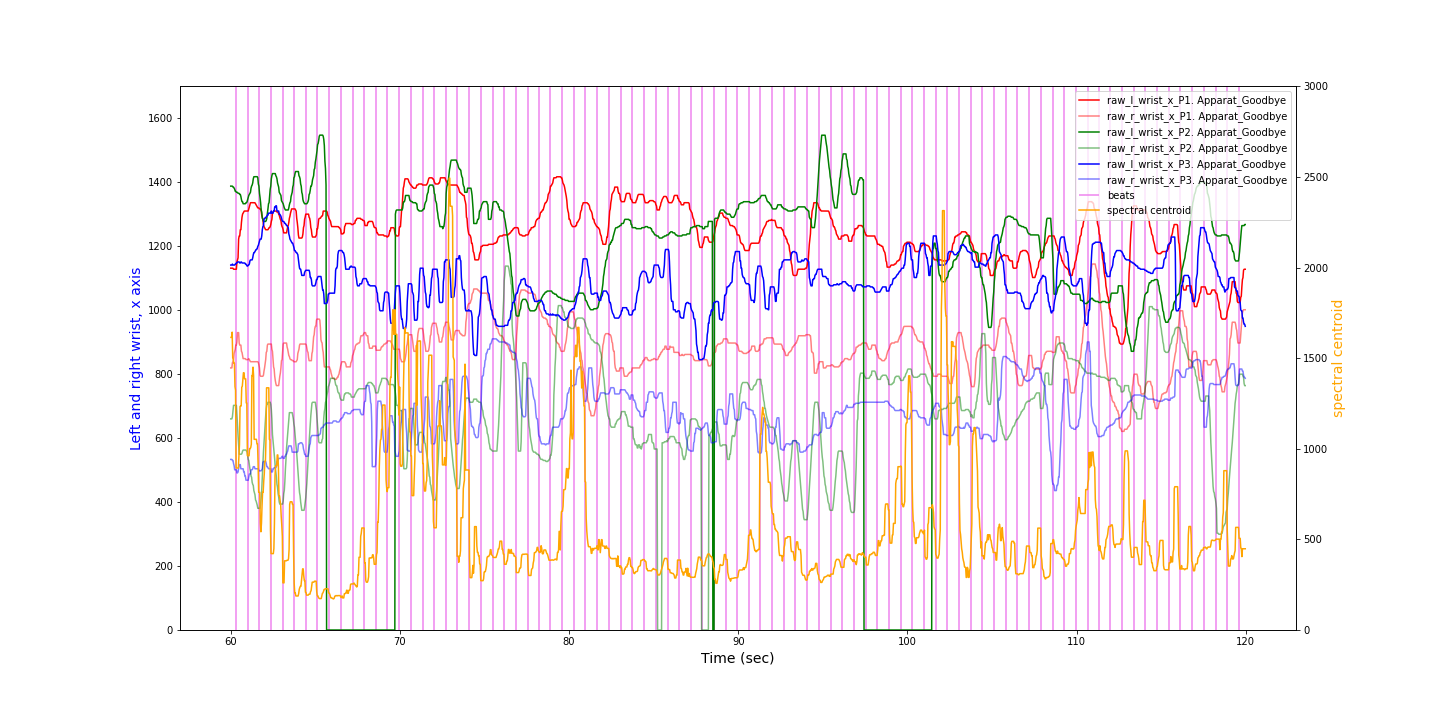 1600
1400
1200
1000
800
600
400
200
0
Left and right wrist, x axis
60
70
80
90
100
110
120
Time (sec)
3000
2500
2000
1500
1000
500
0
spectral centroid
raw_l_wrist_x_P1. Apparat_Goodbye
raw_r_wrist_x_P1. Apparat_Goodbye
raw_l_wrist_x_P2. Apparat_Goodbye
raw_r_wrist_x_P2. Apparat_Goodbye
raw_l_wrist_x_P3. Apparat_Goodbye
raw_r_wrist_x_P3. Apparat_Goodbye
beats
spectral centroid